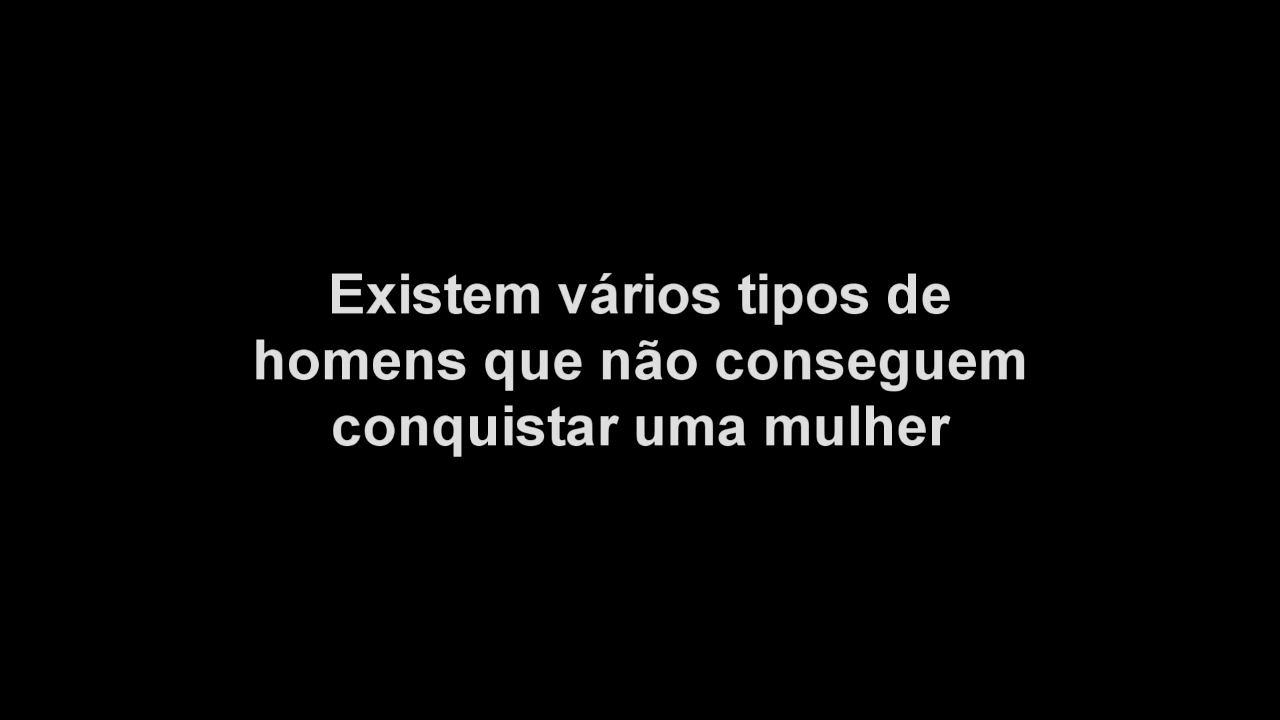 Existem vários tipos de
homens que não conseguem
conquistar uma mulher